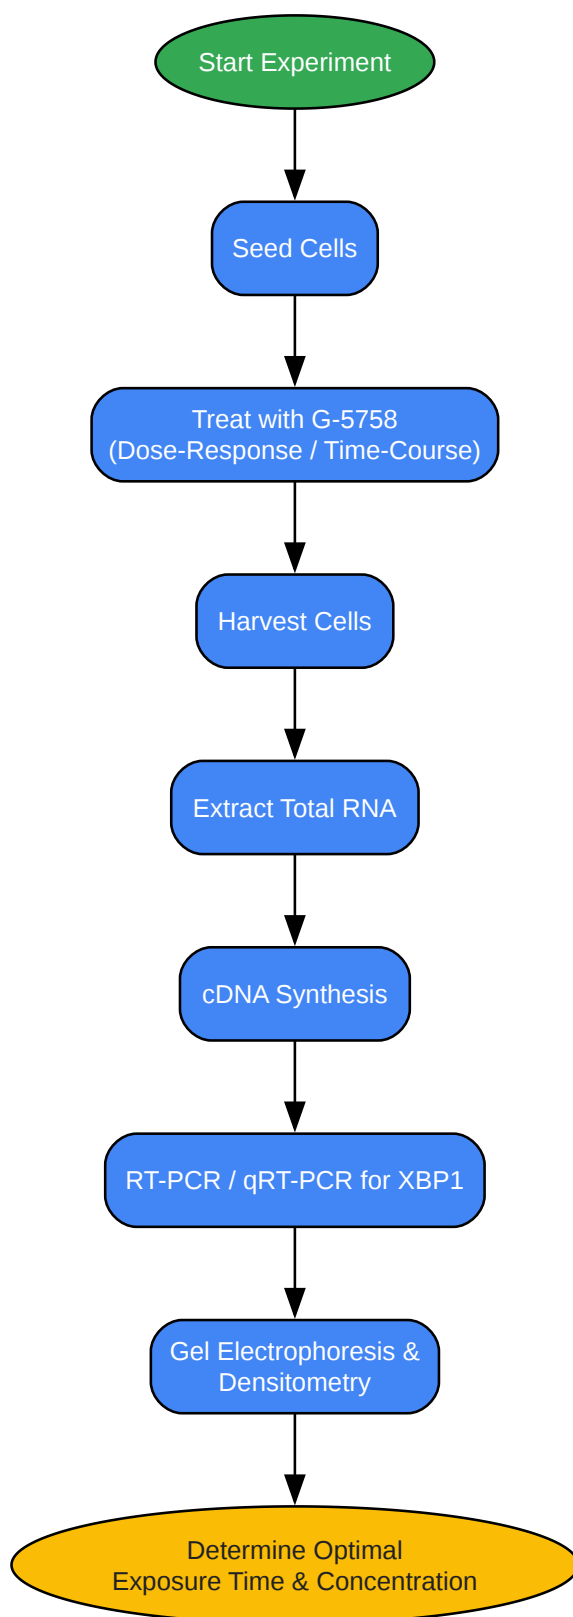 Start Experiment
Seed Cells
Treat with G-5758
(Dose-Response / Time-Course)
Harvest Cells
Extract Total RNA
cDNA Synthesis
RT-PCR / qRT-PCR for XBP1
Gel Electrophoresis &
Densitometry
Determine Optimal
Exposure Time & Concentration